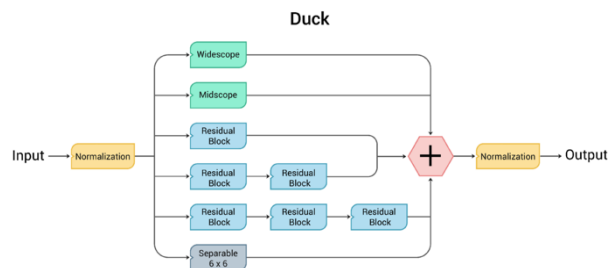 Duck
Widescope
Midscope
Residual
Block
Input
Normalization
Residual
Block
Residual
Block
+
Normalization
Output
Residual
Block
Residual
Block
Residual
Block
Separable
6 x 6